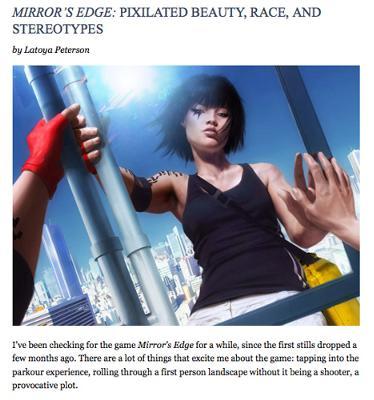 MIRROR'S EDGE: PIXILATED BEAUTY, RACE, AND
STEREOTYPES
by Latoya Peterson
I've been checking for the game Mirror's Edge for a while, since the first stills dropped a
few months ago. There are a lot of things that excite me about the game: tapping into the
parkour experience, rolling through a first person landscape without it being a shooter, a
provocative plot.